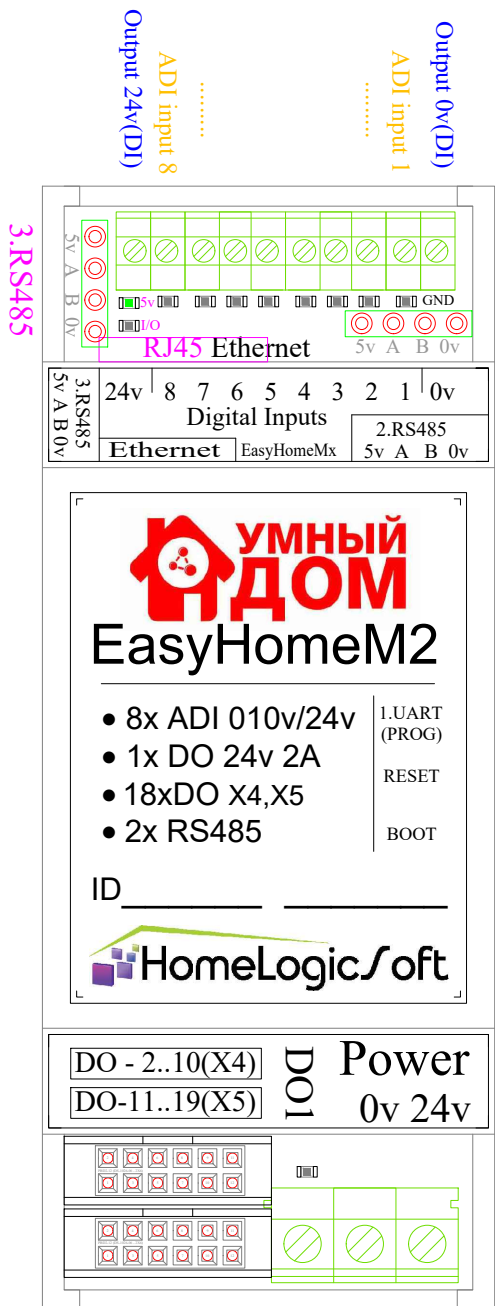 Output 24v(DI)
ADI input 8
.........
.........
ADI input 1
Output 0v(DI)
3.RS485
5v A B 0v
5v
I/O
GND
RJ45 Ethernet
5v A B 0v
3.RS485
5v A B 0v
24v 8 7 6 5 4 3 2 1 0v
Digital Inputs
Ethernet
EasyHomeMx
2.RS485
5v A B 0v
УМНЫЙ
ДОМ
EasyHomeM2
• 8x ADI 010v/24v
• 1x DO 24v 2A
• 18xDO X4,X5
• 2x RS485
1.UART
(PROG)
RESET
BOOT
ID_______ ________
HomeLogicSoft
DO - 2..10(X4)
DO-11..19(X5)
DO1
Power
0v 24v